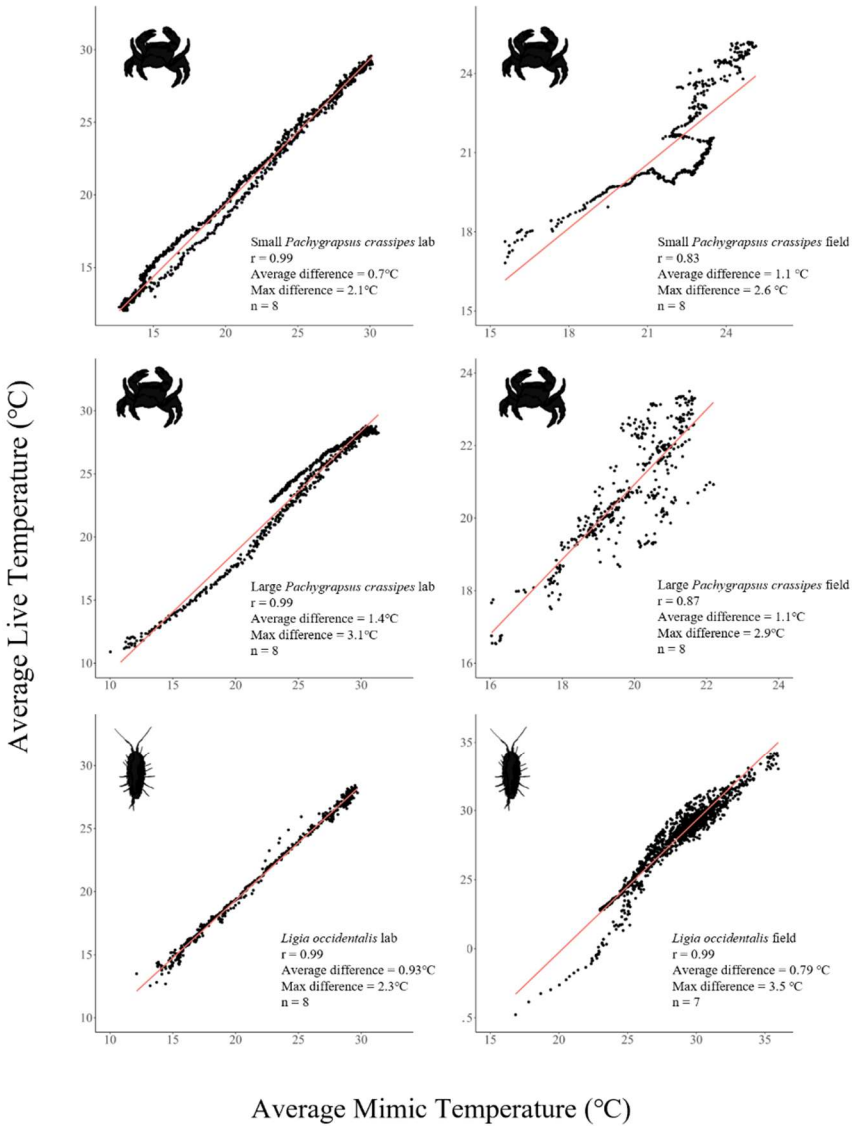 Average Live Temperature (°C)
30
25
20
15
15
20
25
30
Small Pachygrapsus crassipes lab
r = 0.99
Average difference = 0.7°C
Max difference = 2.1°C
n = 8
24
21
18
15
15
18
21
24
Small Pachygrapsus crassipes field
r = 0.83
Average difference = 1.1 °C
Max difference = 2.6 °C
n = 8
30
25
20
15
10
10
15
20
25
30
Large Pachygrapsus crassipes lab
r = 0.99
Average difference = 1.4°C
Max difference = 3.1°C
n = 8
24
22
20
18
16
16
18
20
22
24
Large Pachygrapsus crassipes field
r = 0.87
Average difference = 1.1°C
Max difference = 2.9°C
n = 8
30
25
20
15
10
10
15
20
25
30
Ligia occidentalis lab
r = 0.99
Average difference = 0.93°C
Max difference = 2.3°C
n = 8
35
30
25
0
.5
15
20
25
30
35
Ligia occidentalis field
r = 0.99
Average difference = 0.79 °C
Max difference = 3.5 °C
n = 7
Average Mimic Temperature (°C)